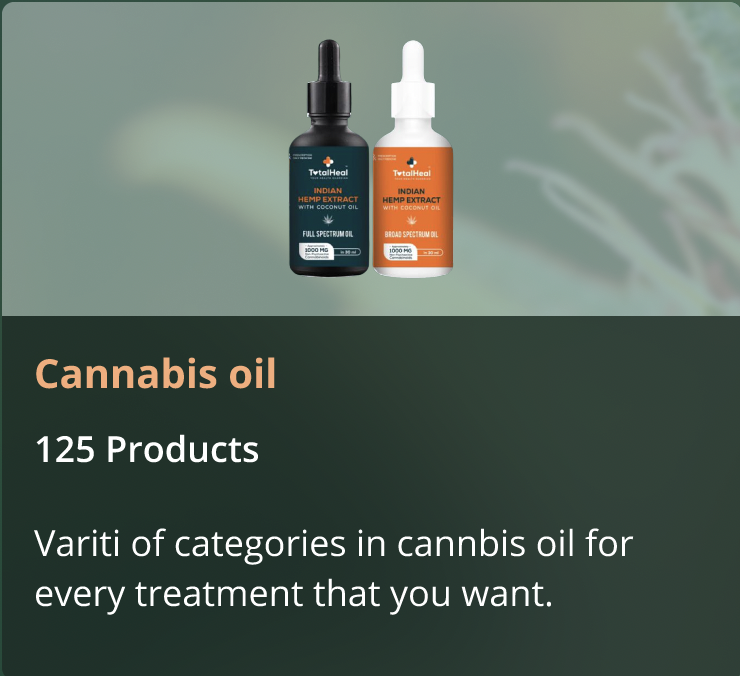 TotalHeal
INDIAN
HEMP EXTRACT
WITH COCONUT OIL
FULL SPECTRUM OIL
1000 MG
TotalHeal
INDIAN
HEMP EXTRACT
WITH COCONUT OIL
BROAD SPECTRUM OIL
1000 MG
Cannabis oil
125 Products
Variti of categories in cannbis oil for
every treatment that you want.